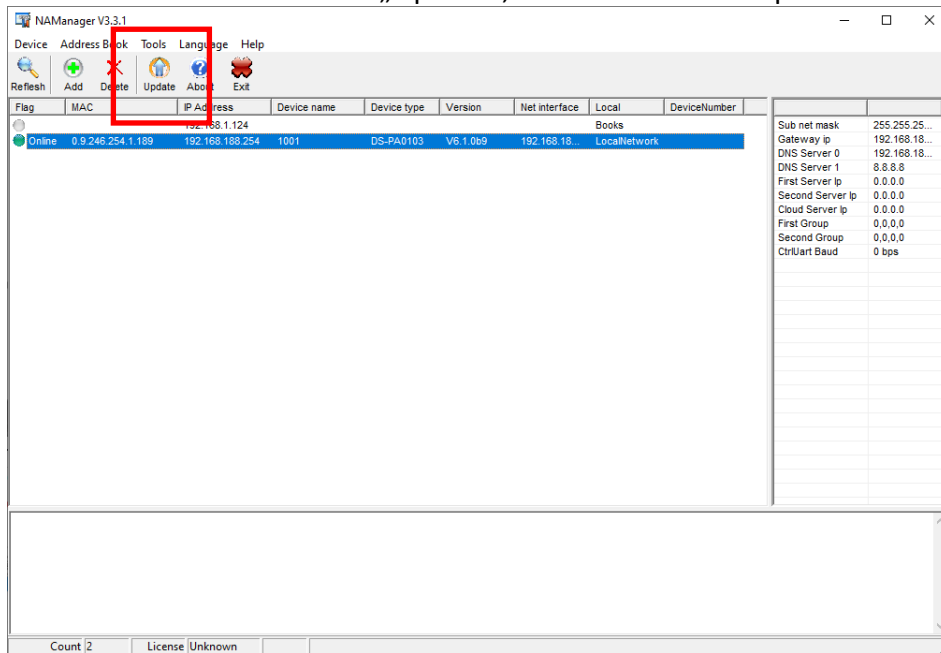 NAManager V3.3.1
Device Address Book Tools Language Help
Reflesh Add Delete Update About Exit
Flag MAC IP Address Device name Device type Version Net interface Local DeviceNumber
192.168.1.124 Books
Online 0.9.246.254.1.189 192.168.188.254 1001 DS-PA0103 V6.1.0b9 192.168.18... LocalNetwork
Sub net mask 255.255.25...
Gateway ip 192.168.18...
DNS Server 0 192.168.18...
DNS Server 1 8.8.8.8
First Server Ip 0.0.0.0
Second Server Ip 0.0.0.0
Cloud Server Ip 0.0.0.0
First Group 0,0,0,0
Second Group 0,0,0,0
CtrlUart Baud 0 bps
Count 2 License Unknown